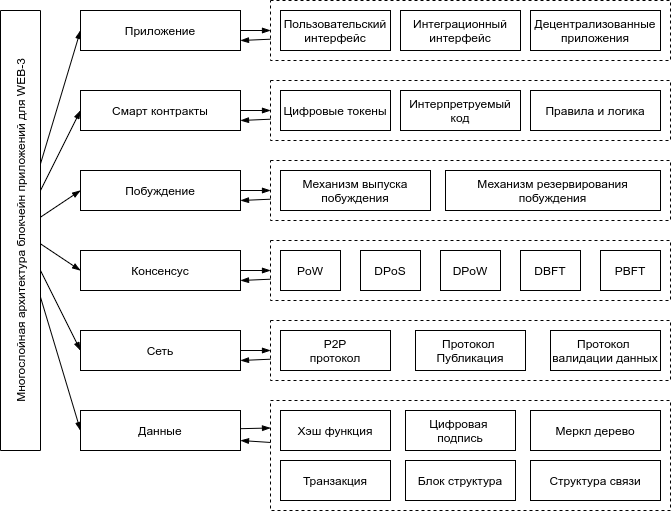 Многослойная архитектура блокчейн приложений для WEB-3
Приложение
Пользовательский
интерфейс
Интеграционный
интерфейс
Децентрализованные
приложения
Смарт контракты
Цифровые токены
Интерпретируемый
код
Правила и логика
Побуждение
Механизм выпуска
побуждения
Механизм резервирования
побуждения
Консенсус
PoW
DPoS
DPoW
DBFT
PBFT
Сеть
P2P
протокол
Протокол
Публикация
Протокол
валидации данных
Данные
Хэш функция
Цифровая
подпись
Меркл дерево
Транзакция
Блок структура
Структура связи